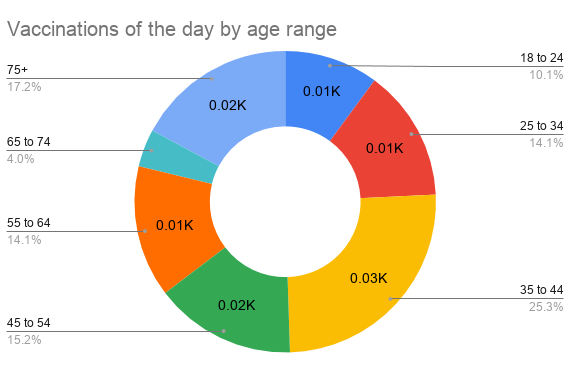 Vaccinations of the day by age range
75+
17.2%
65 to 74
4.0%
55 to 64
14.1%
45 to 54
15.2%
18 to 24
10.1%
25 to 34
14.1%
35 to 44
25.3%
0.02K
0.01K
0.01K
0.01K
0.03K
0.02K